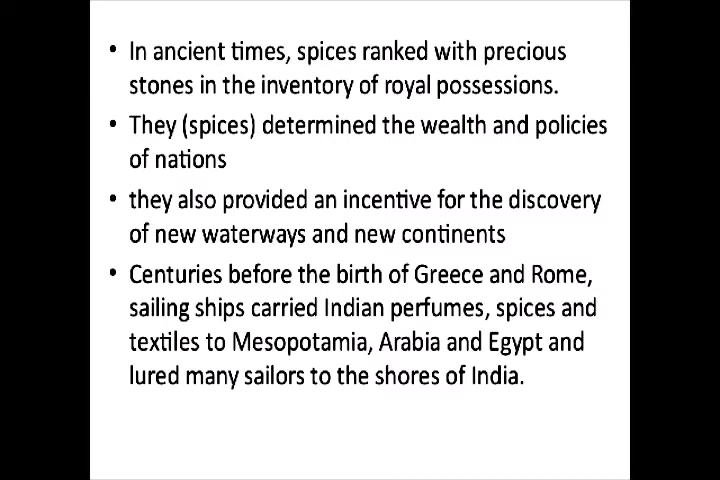 • In ancient times, spices ranked with precious
stones in the inventory of royal possessions.
• They (spices) determined the wealth and policies
of nations
• they also provided an incentive for the discovery
of new waterways and new continents
• Centuries before the birth of Greece and Rome,
sailing ships carried Indian perfumes, spices and
textiles to Mesopotamia, Arabia and Egypt and
lured many sailors to the shores of India.